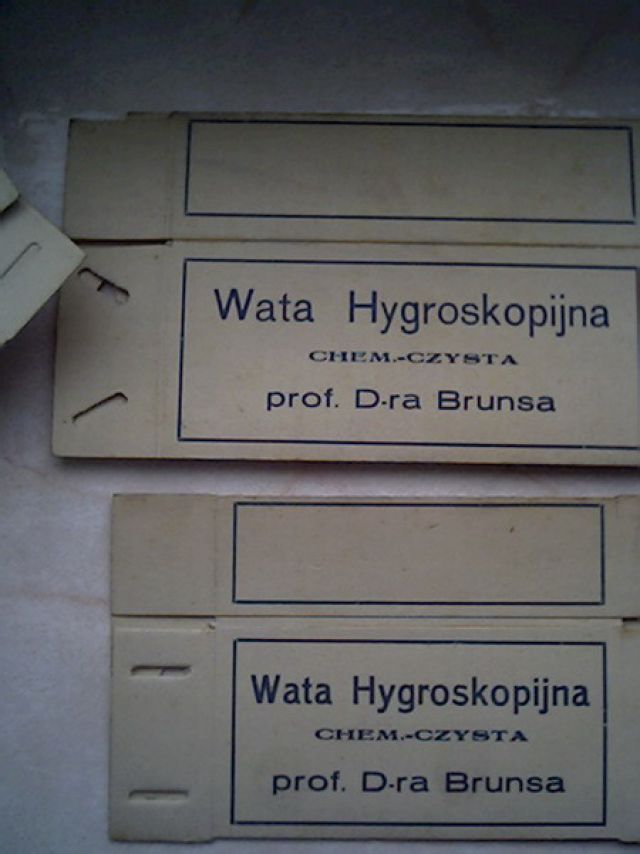 Wata Hygroskopijna
CHEM.-CZYSTA
prof. D-ra Brunsa
Wata Hygroskopijna
CHEM.-CZYSTA
prof. D-ra Brunsa